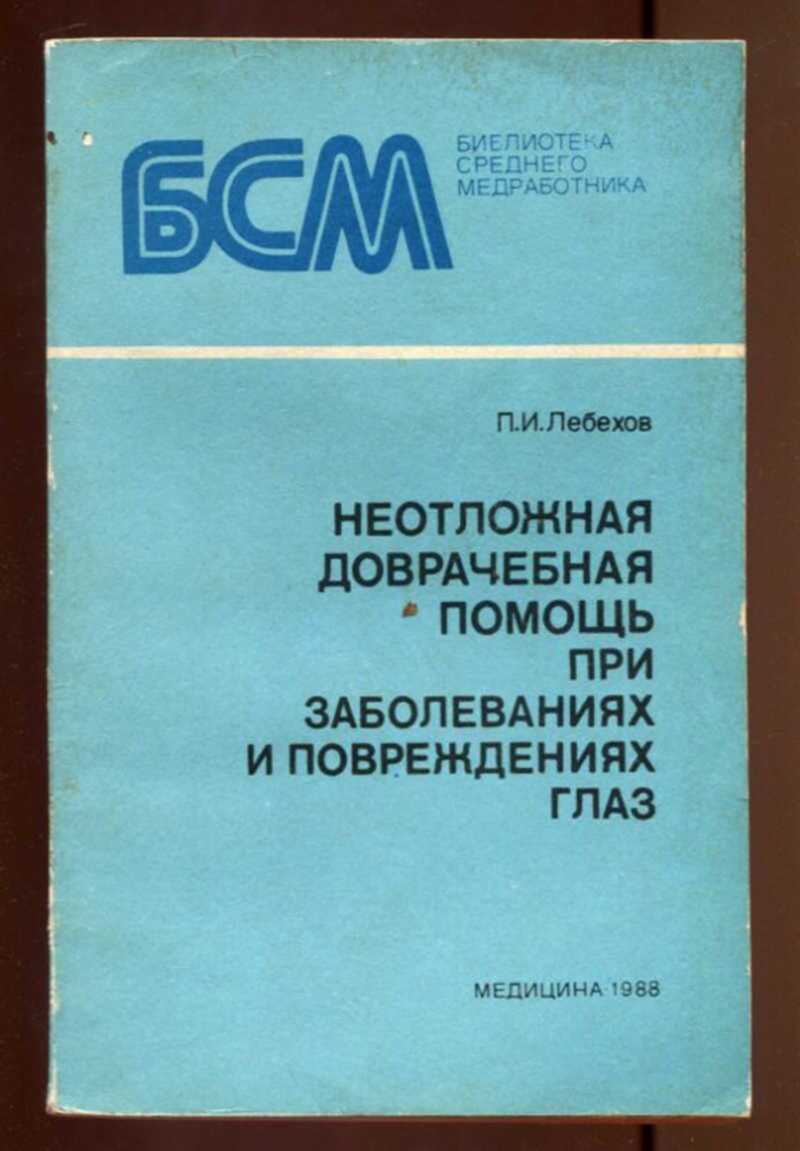 БСМ
БИБЛИОТЕКА
СРЕДНЕГО
МЕДРАБОТНИКА
П.И.Лебехов
НЕОТЛОЖНАЯ
ДОВРАЧЕБНАЯ
ПОМОЩЬ
ПРИ
ЗАБОЛЕВАНИЯХ
И ПОВРЕЖДЕНИЯХ
ГЛАЗ
МЕДИЦИНА·1988